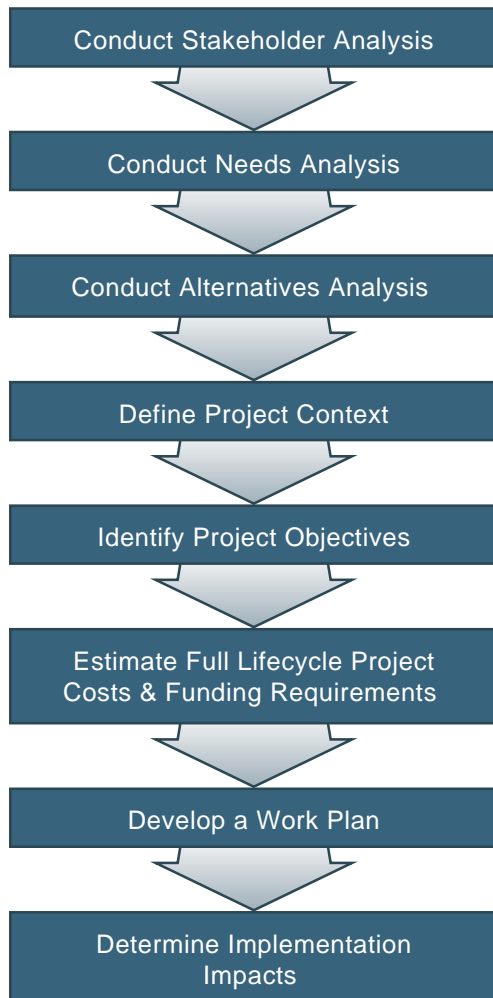 Conduct Stakeholder Analysis
Conduct Needs Analysis
Conduct Alternatives Analysis
Define Project Context
Identify Project Objectives
Estimate Full Lifecycle Project
Costs & Funding Requirements
Develop a Work Plan
Determine Implementation
Impacts